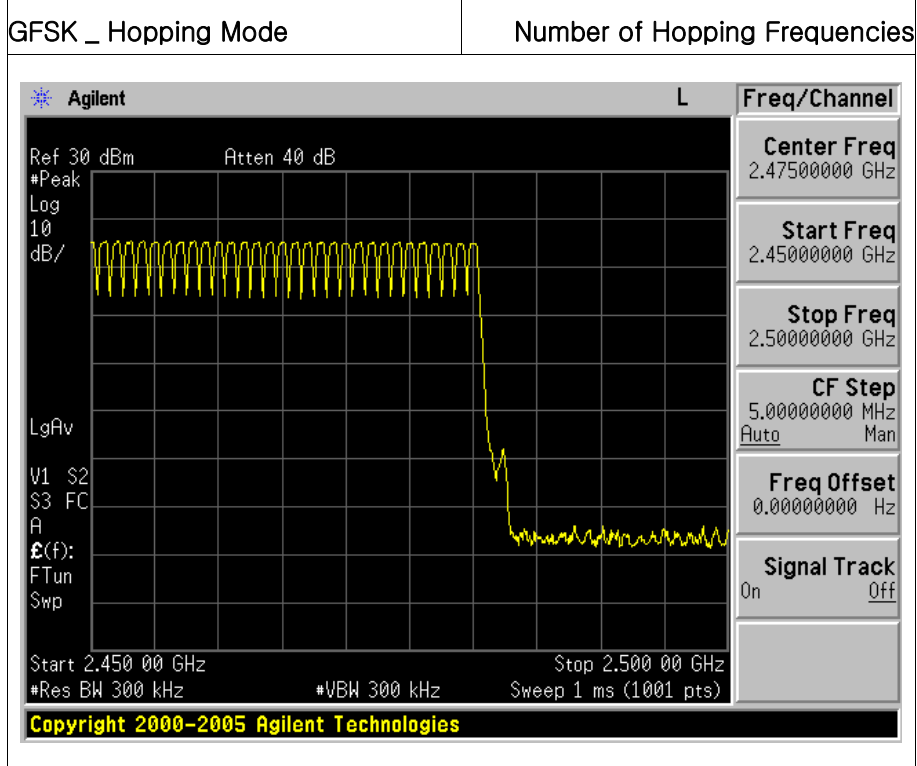 GFSK _ Hopping Mode
Number of Hopping Frequencies
Agilent
L
Freq/Channel
Ref 30 dBm
Atten 40 dB
#Peak
Log
10
dB/
LgAv
V1 S2
S3 FC
A
£(f):
FTun
Swp
Start 2.450 00 GHz
Stop 2.500 00 GHz
#Res BW 300 kHz
#VBW 300 kHz
Sweep 1 ms (1001 pts)
Copyright 2000-2005 Agilent Technologies
Center Freq
2.47500000 GHz
Start Freq
2.45000000 GHz
Stop Freq
2.50000000 GHz
CF Step
5.00000000 MHz
Auto Man
Freq Offset
0.00000000 Hz
Signal Track
On Off